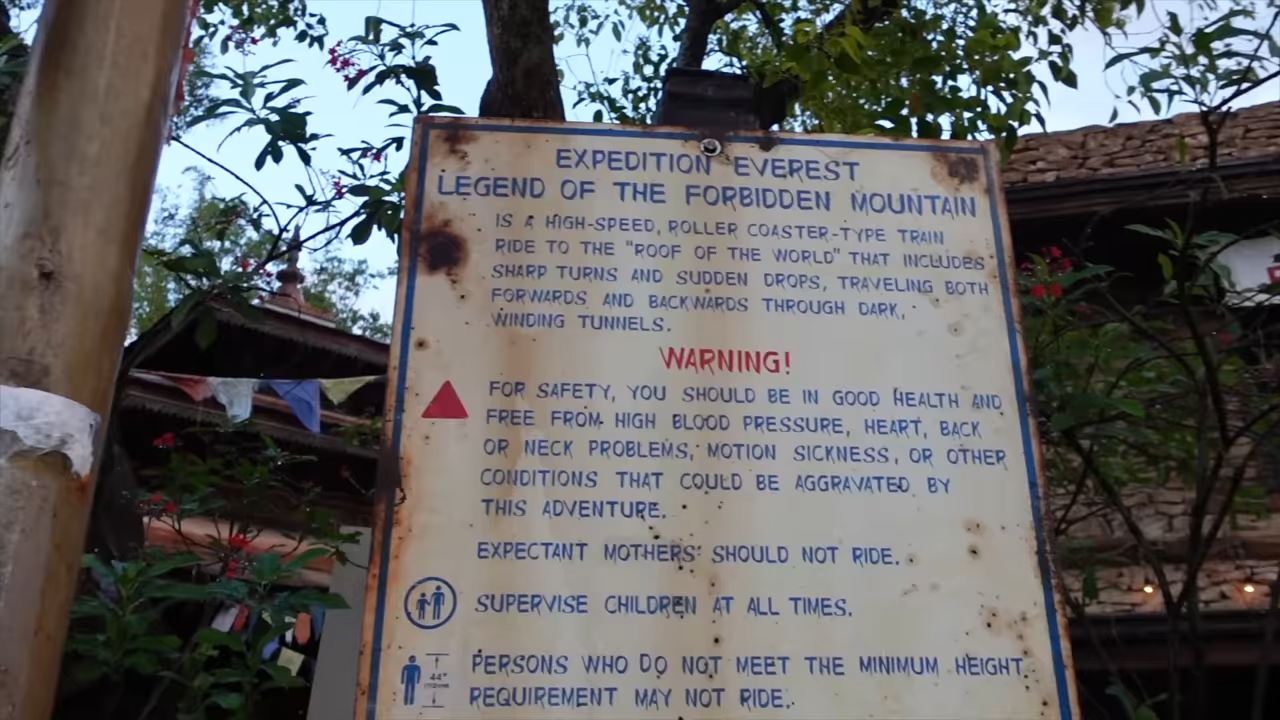 EXPEDITION EVEREST
LEGEND OF THE FORBIDDEN MOUNTAIN
IS A HIGH-SPEED, ROLLER COASTER-TYPE TRAIN
RIDE TO THE "ROOF OF THE WORLD" THAT INCLUDES
SHARP TURNS AND SUDDEN DROPS, TRAVELING BOTH
FORWARDS AND BACKWARDS THROUGH DARK,
WINDING TUNNELS.
WARNING!
FOR SAFETY, YOU SHOULD BE IN GOOD HEALTH AND
FREE FROM HIGH BLOOD PRESSURE, HEART, BACK
OR NECK PROBLEMS, MOTION SICKNESS, OR OTHER
CONDITIONS THAT COULD BE AGGRAVATED BY
THIS ADVENTURE.
EXPECTANT MOTHERS SHOULD NOT RIDE.
SUPERVISE CHILDREN AT ALL TIMES.
44"
PERSONS WHO DO NOT MEET THE MINIMUM HEIGHT
REQUIREMENT MAY NOT RIDE.